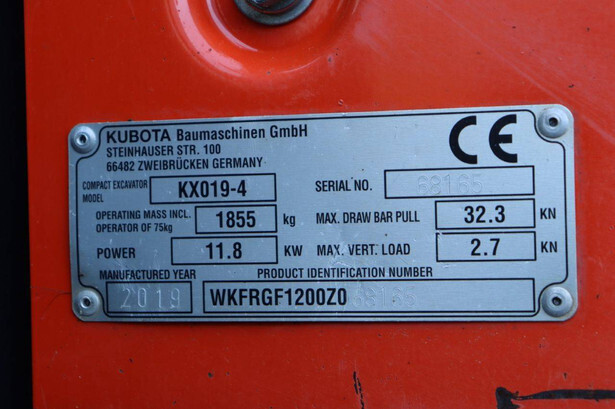 KUBOTA Baumaschinen GmbH
STEINHAUSER STR. 100
66482 ZWEIBRÜCKEN GERMANY
CE
COMPACT EXCAVATOR MODEL KX019-4 SERIAL NO. 68165
OPERATING MASS INCL. OPERATOR OF 75kg 1855 kg MAX. DRAW BAR PULL 32.3 KN
POWER 11.8 KW MAX. VERT. LOAD 2.7 KN
MANUFACTURED YEAR PRODUCT IDENTIFICATION NUMBER
2019 WKFRGF1200Z068165